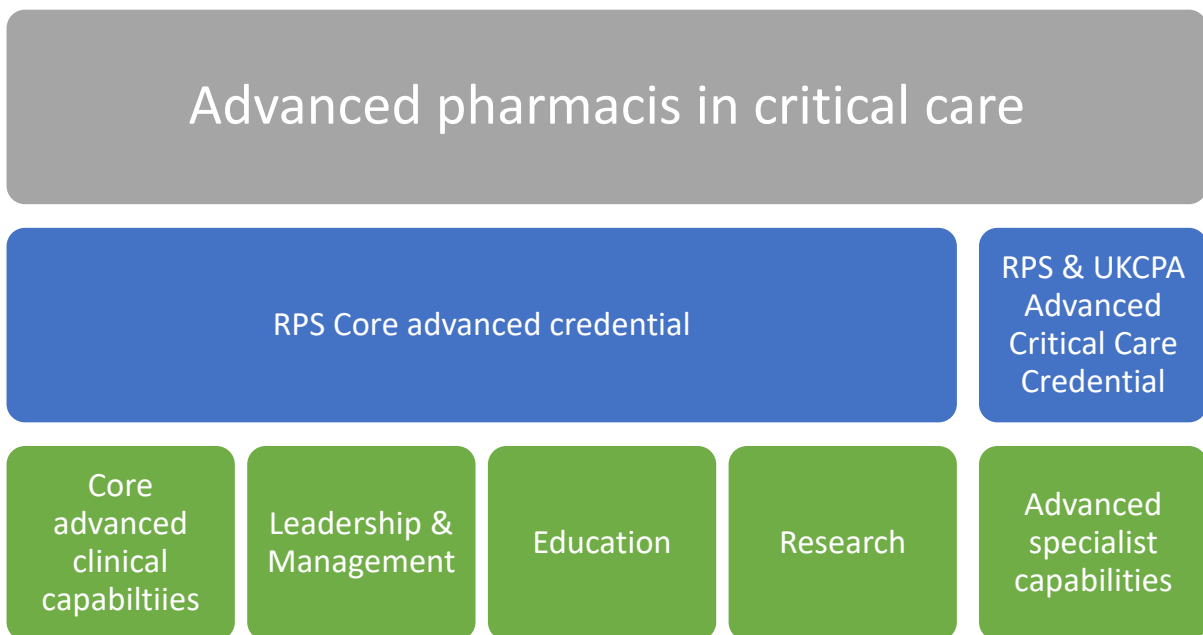 Advanced pharmacis in critical care
RPS Core advanced credential
RPS & UKCPA
Advanced
Critical Care
Credential
Core
advanced
clinical
capabiltiies
Leadership &
Management
Education
Research
Advanced
specialist
capabilities